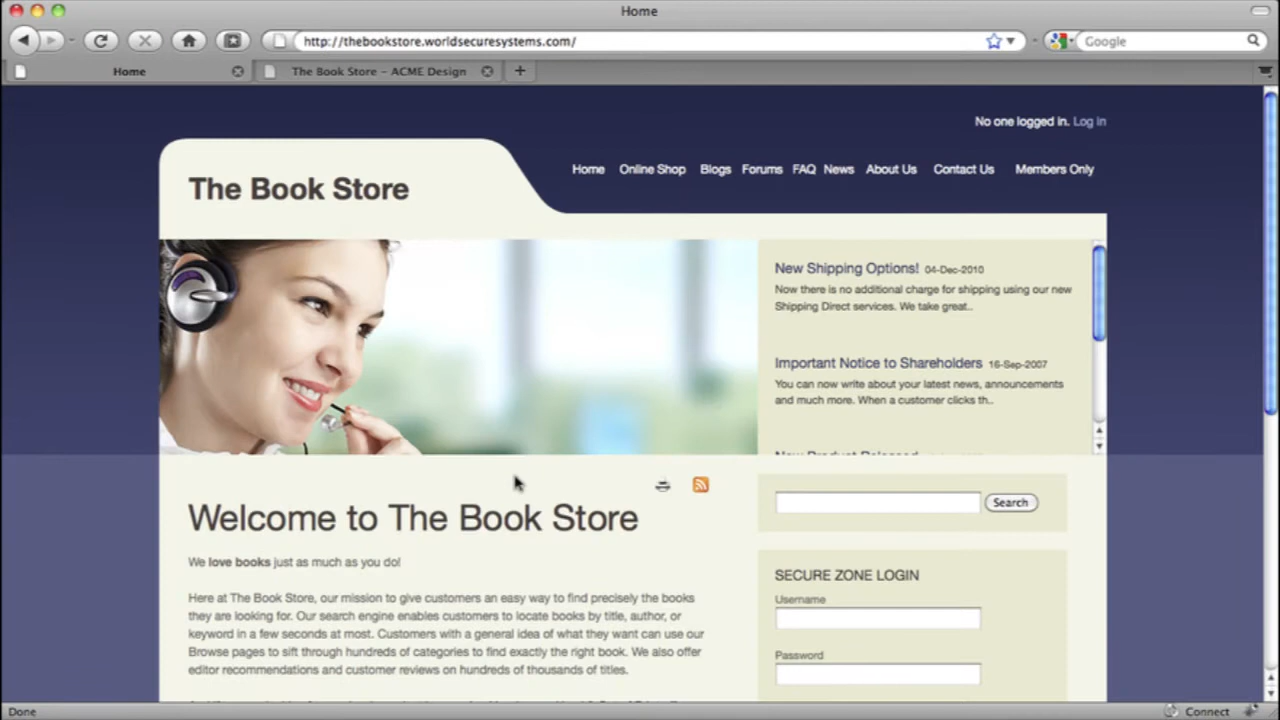 Home
http://thebookstore.worldsecuresystems.com/
Google
Home
The Book Store – ACME Design
No one logged in. Log in
Home Online Shop Blogs Forums FAQ News About Us Contact Us Members Only
The Book Store
New Shipping Options! 04-Dec-2010
Now there is no additional charge for shipping using our new
Shipping Direct services. We take great..
Important Notice to Shareholders 16-Sep-2007
You can now write about your latest news, announcements
and much more. When a customer clicks th..
Search
Welcome to The Book Store
We love books just as much as you do!
Here at The Book Store, our mission to give customers an easy way to find precisely the books
they are looking for. Our search engine enables customers to locate books by title, author, or
keyword in a few seconds at most. Customers with a general idea of what they want can use our
Browse pages to sift through hundreds of categories to find exactly the right book. We also offer
editor recommendations and customer reviews on hundreds of thousands of titles.
SECURE ZONE LOGIN
Username
Password
Done
Connect